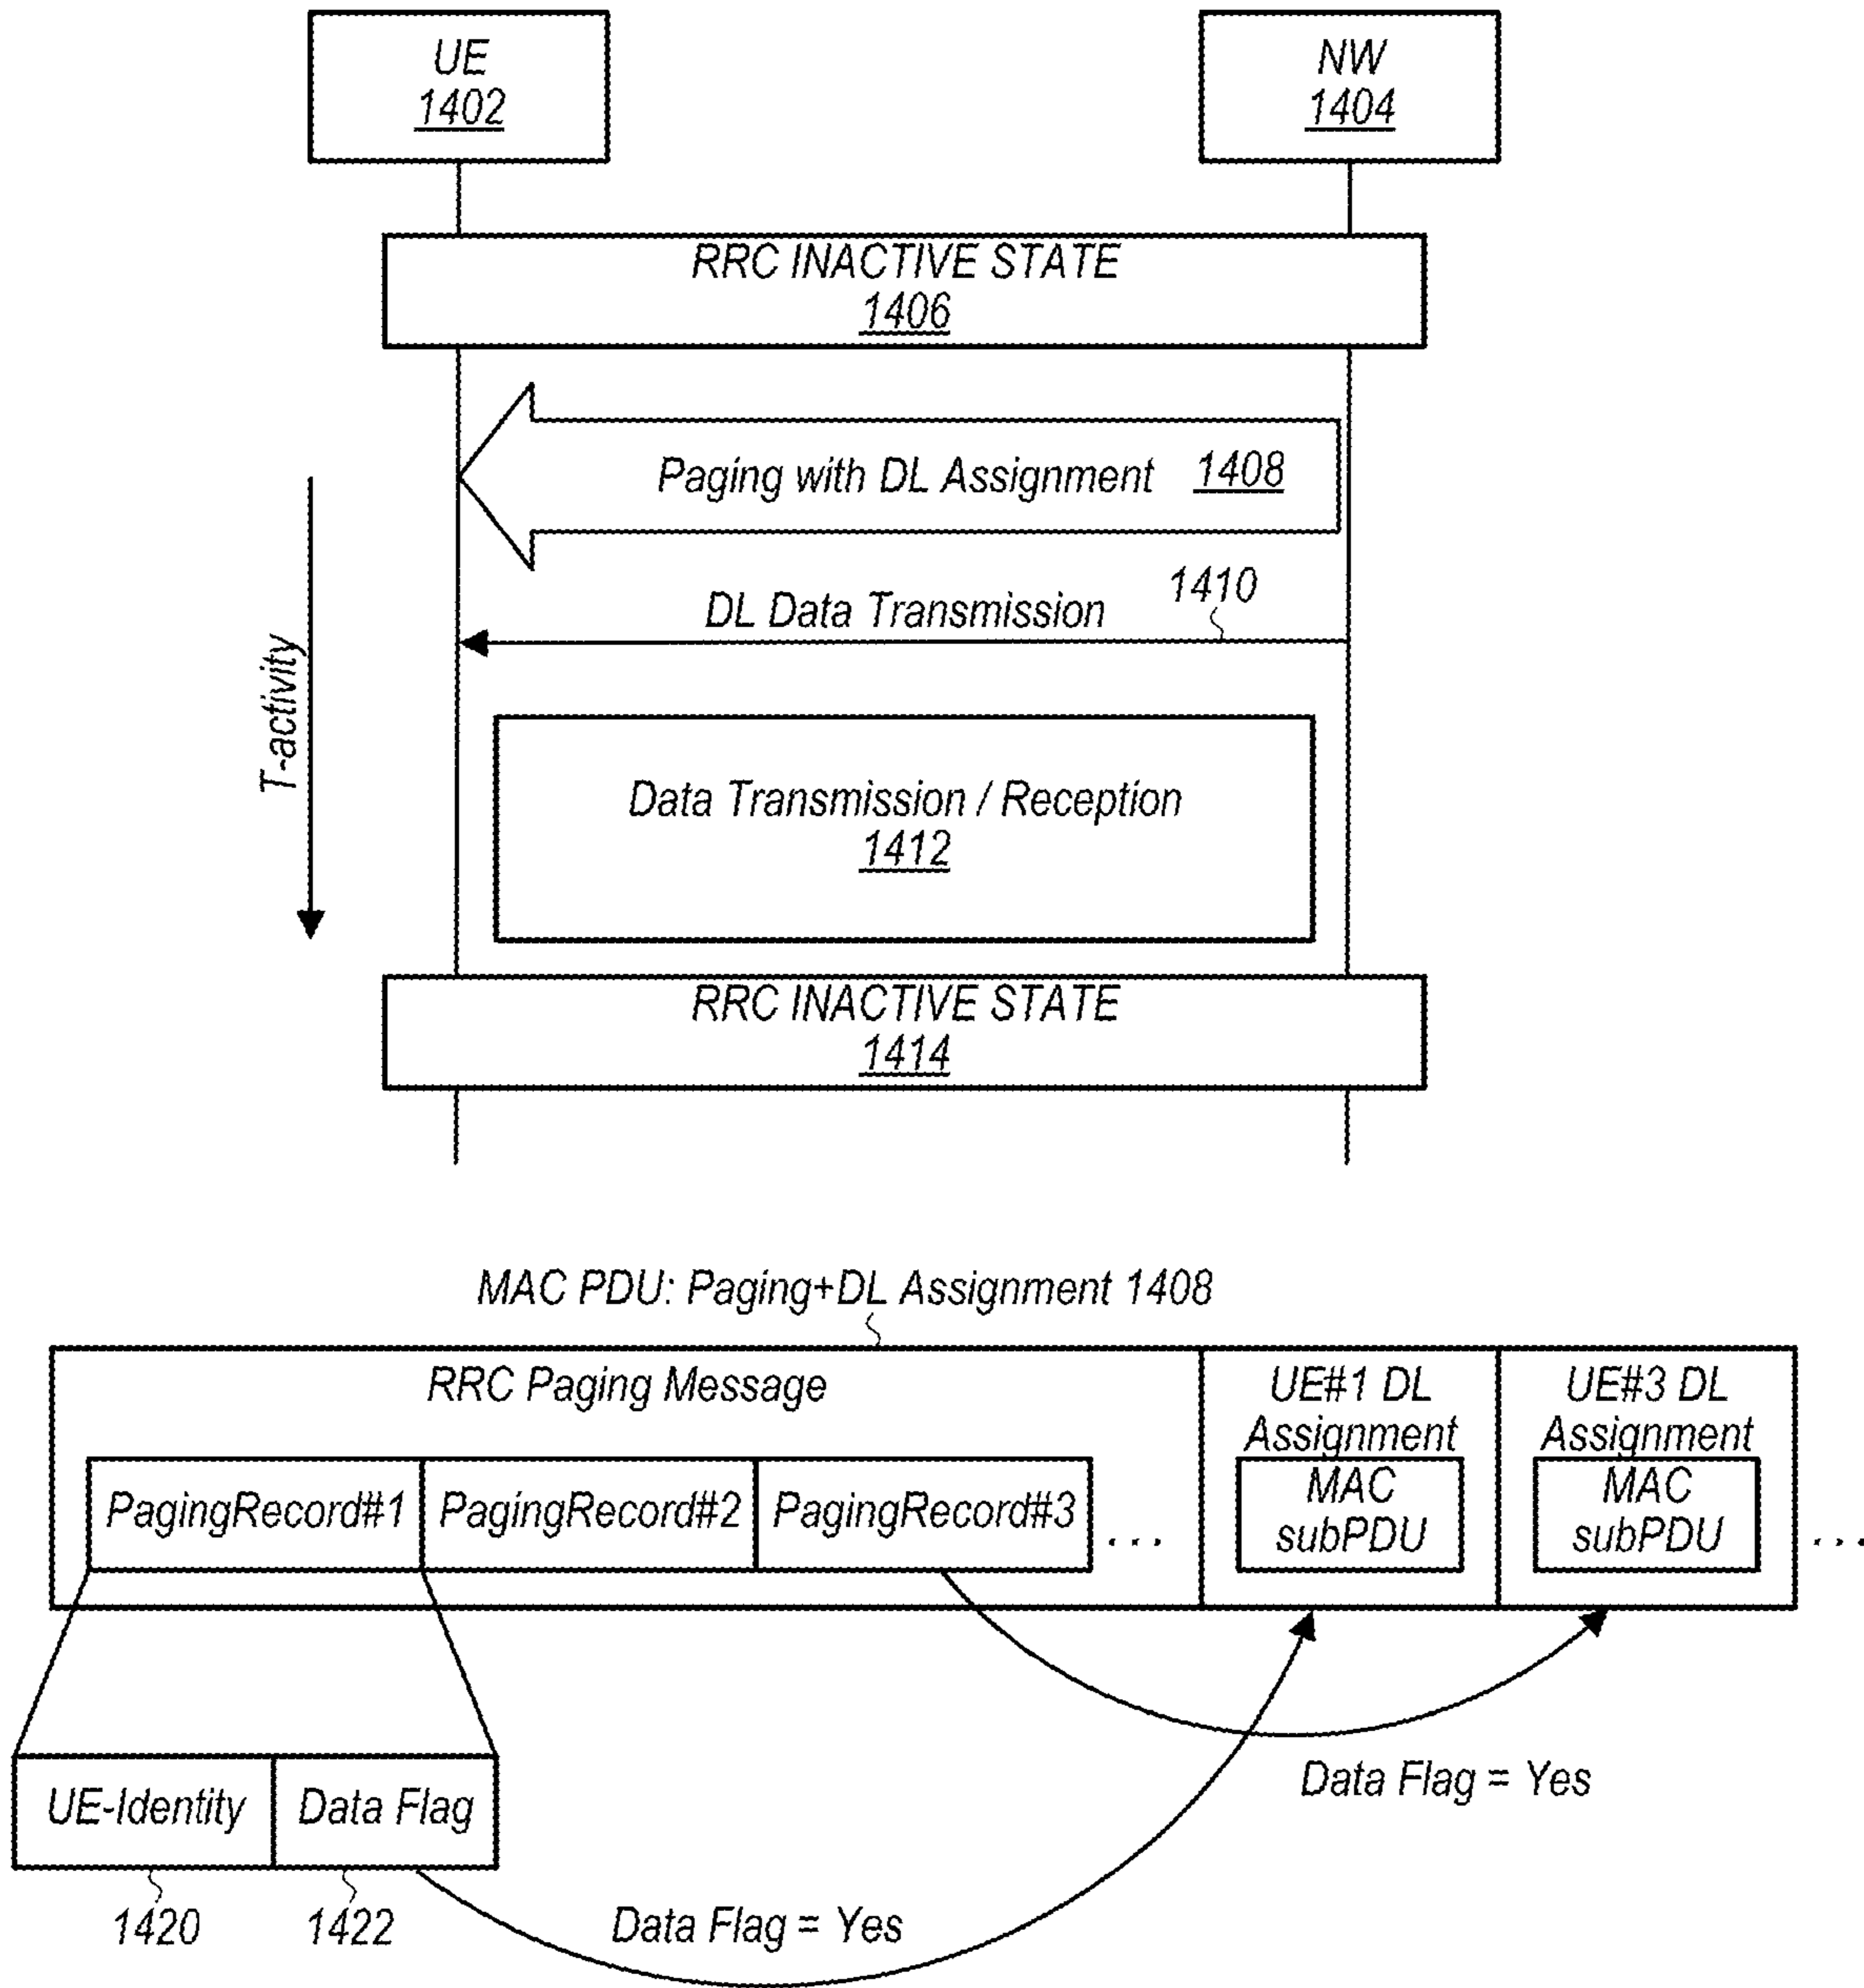 UE
1402
NW
1404
RRC INACTIVE STATE
1406
Paging with DL Assignment 1408
1410
DL Data Transmission
T-activity
Data Transmission / Reception
1412
RRC INACTIVE STATE
1414
MAC PDU: Paging+DL Assignment 1408
RRC Paging Message
UE#1 DL
Assignment
UE#3 DL
Assignment
PagingRecord#1
PagingRecord#2
PagingRecord#3
...
MAC
subPDU
MAC
subPDU
...
UE-Identity
Data Flag
Data Flag = Yes
1420
1422
Data Flag = Yes